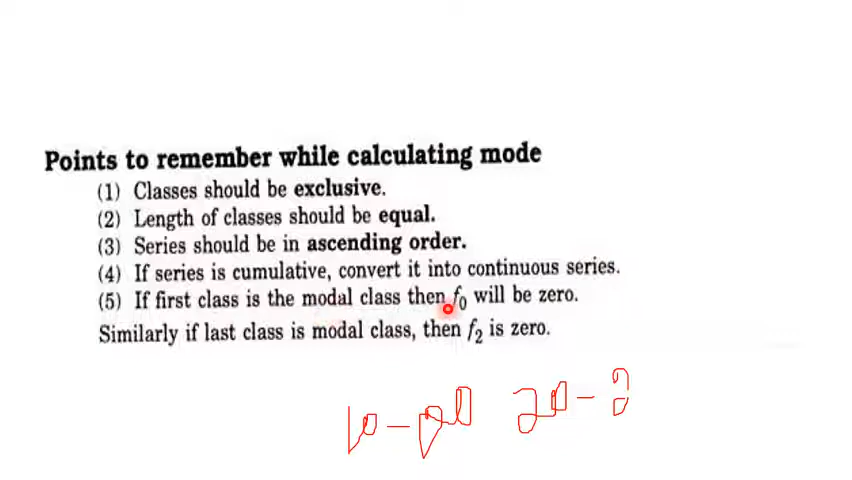 Points to remember while calculating mode
(1) Classes should be exclusive.
(2) Length of classes should be equal.
(3) Series should be in ascending order.
(4) If series is cumulative, convert it into continuous series.
(5) If first class is the modal class then f₀ will be zero.
Similarly if last class is modal class, then f₂ is zero.
10-20 20-